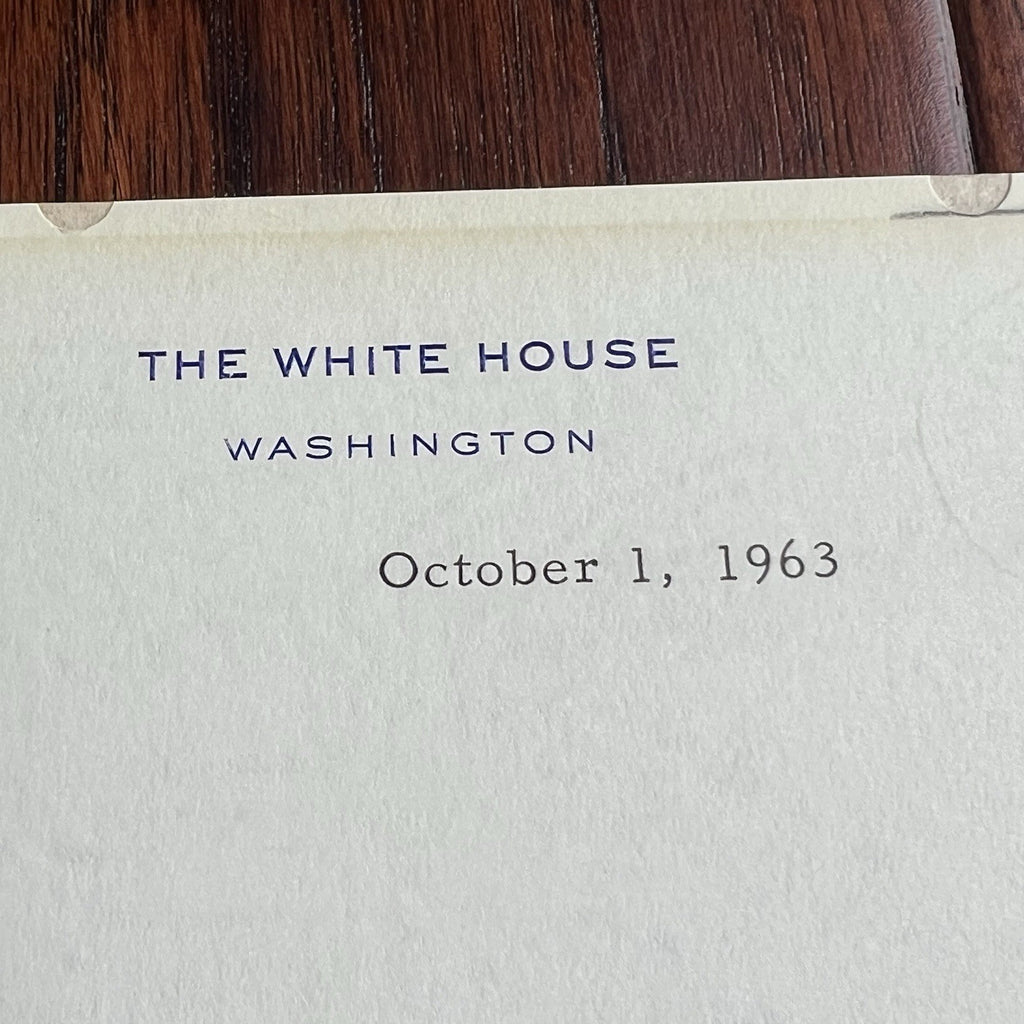 THE WHITE HOUSE
WASHINGTON
October 1, 1963